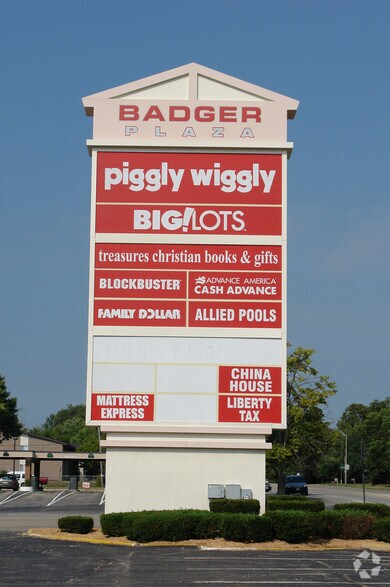 BADGER
PLAZA
piggly wiggly
BIG!LOTS
treasures christian books & gifts
BLOCKBUSTER
ADVANCE AMERICA
CASH ADVANCE
FAMILY DOLLAR
ALLIED POOLS
CHINA
HOUSE
MATTRESS
EXPRESS
LIBERTY
TAX